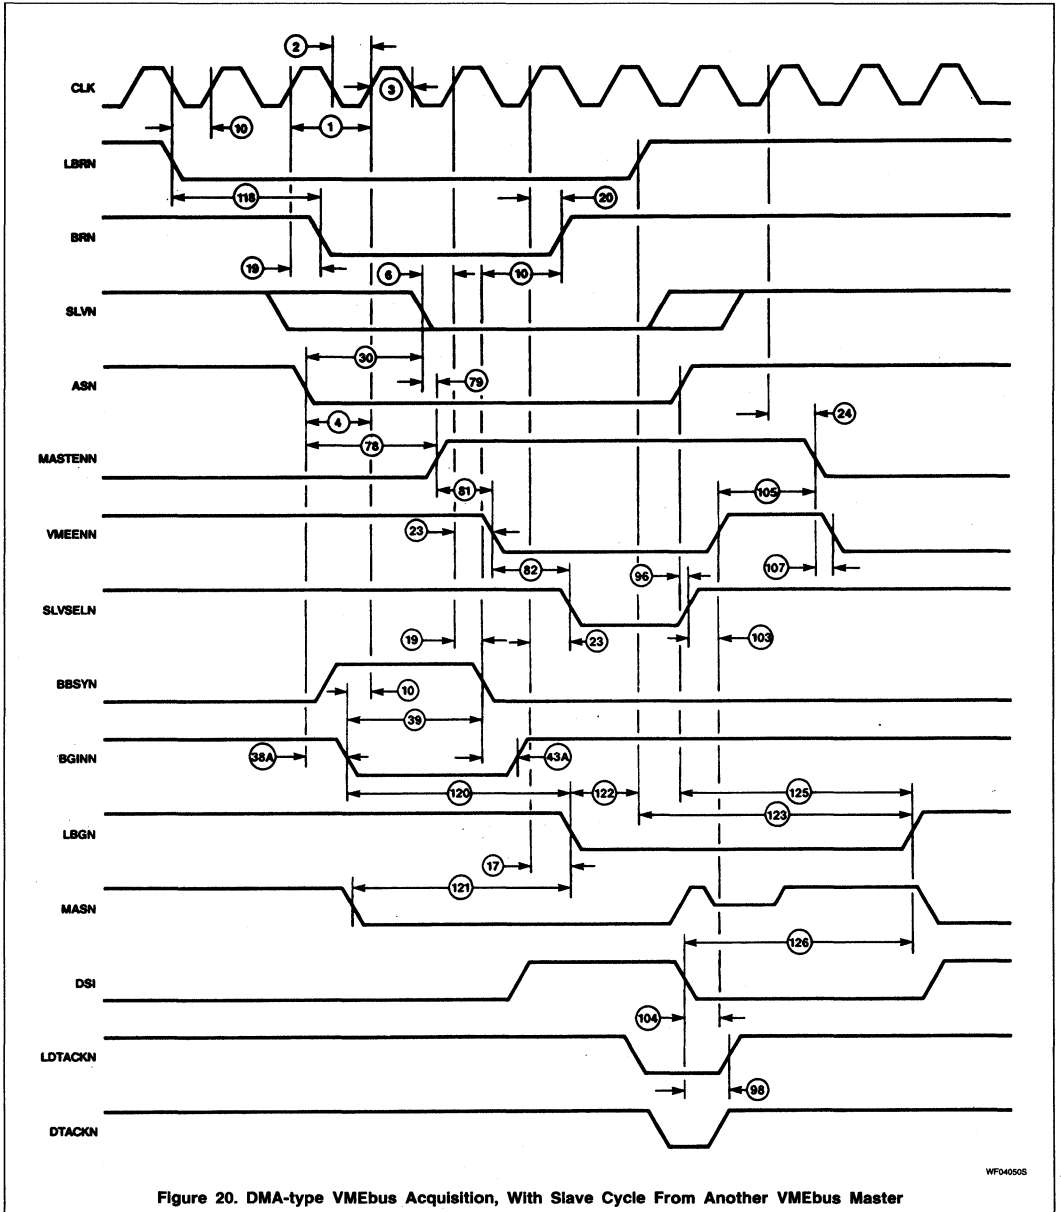 2
CLK
3
10
1
LBRN
118
20
BRN
19
6
10
SLVN
30
79
ASN
4
24
78
MASTENN
81
105
23
VMEENN
82
96
107
SLVSELN
19
23
103
BBSYN
10
39
38A
BGINN
43A
120
122
125
123
LBGN
17
121
MASN
126
DSI
104
LDTACKN
98
DTACKN
WF04050S
Figure 20. DMA-type VMEbus Acquisition, With Slave Cycle From Another VMEbus Master